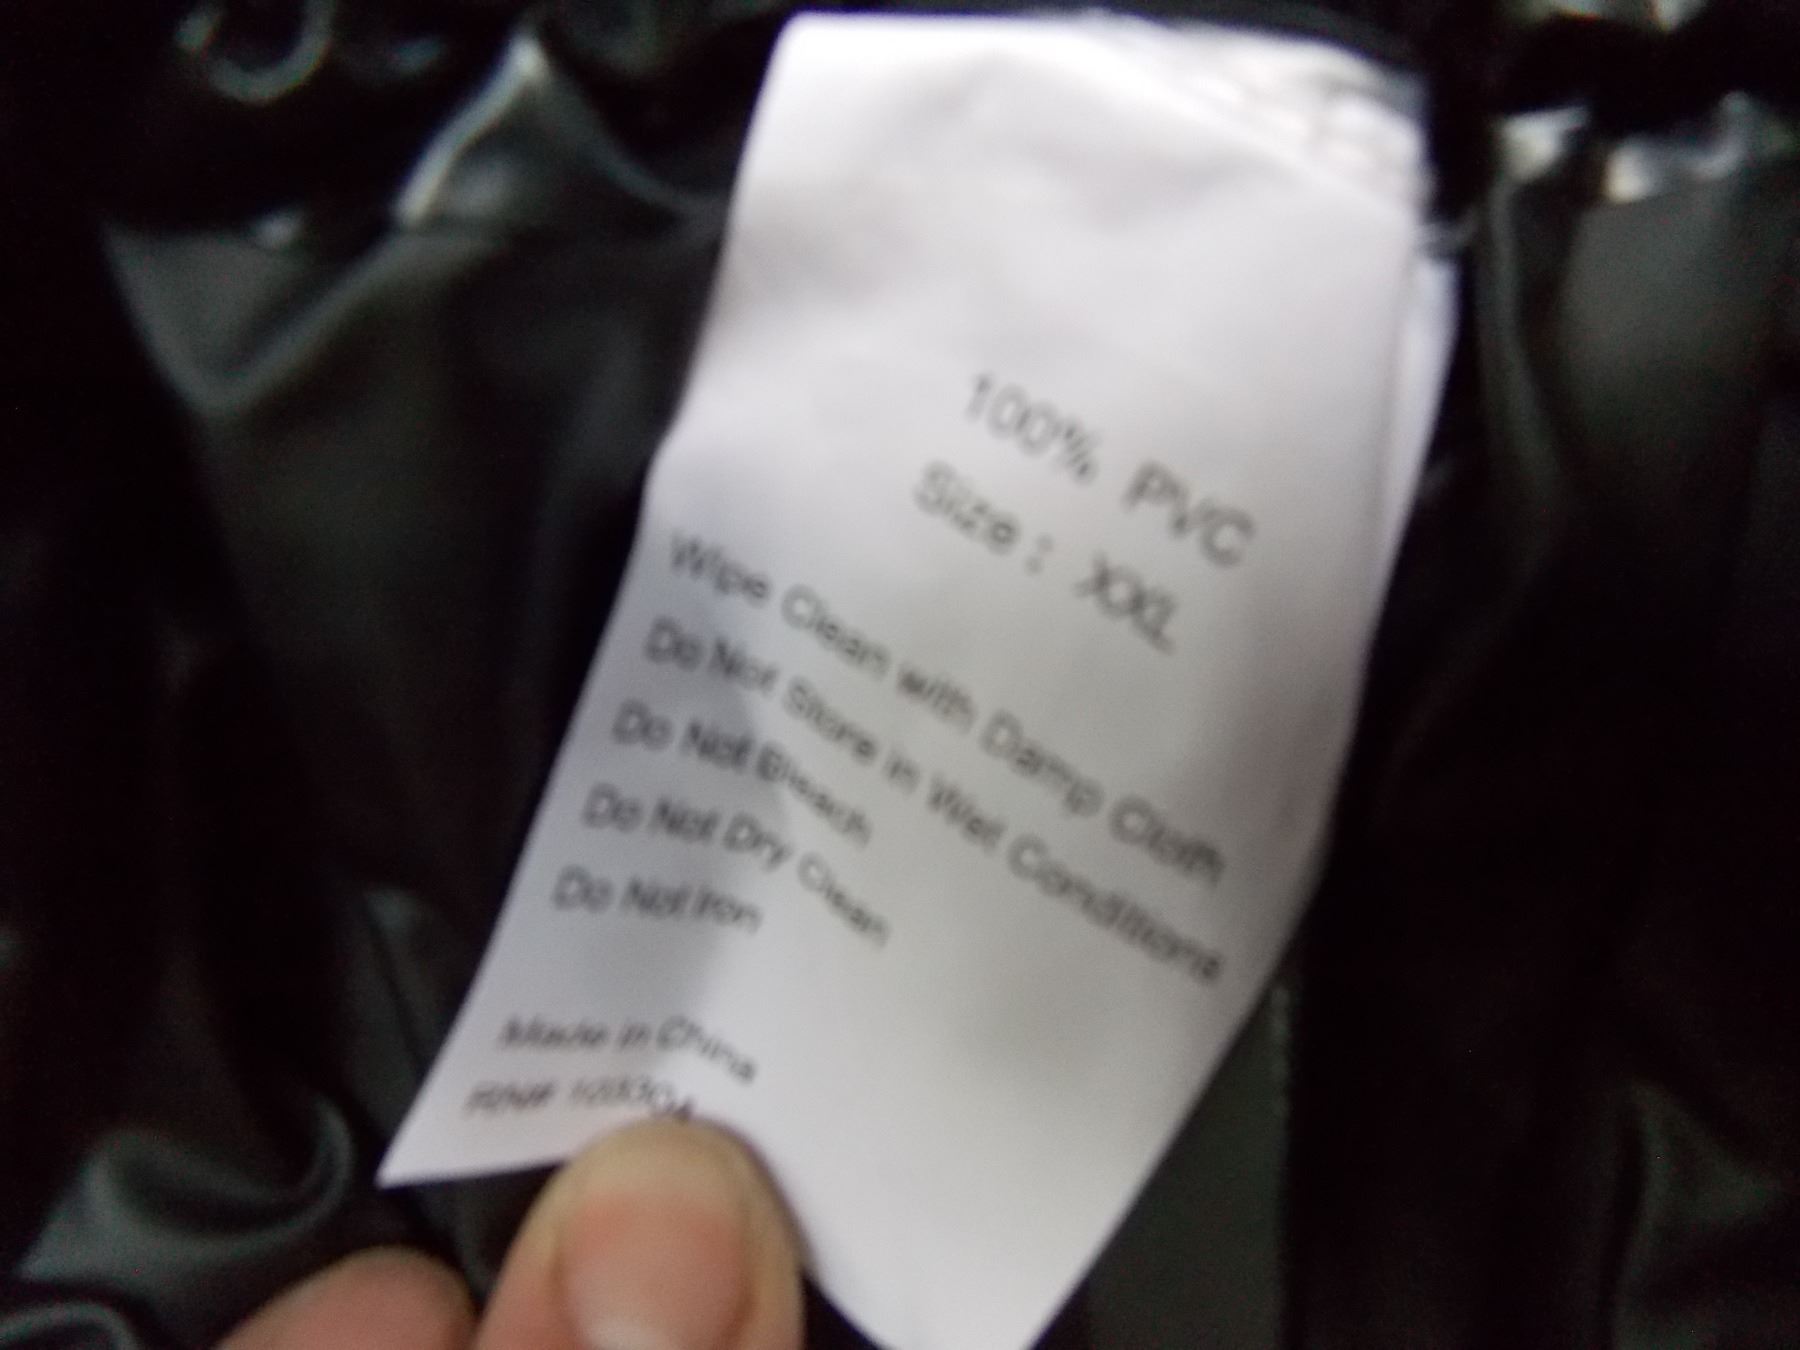 100% PVC
Size: XXL
Wipe Clean with Damp Cloth
Do Not Store in Wet Conditions
Do Not Bleach
Do Not Dry Clean
Do Not Iron
Made in China
RN#